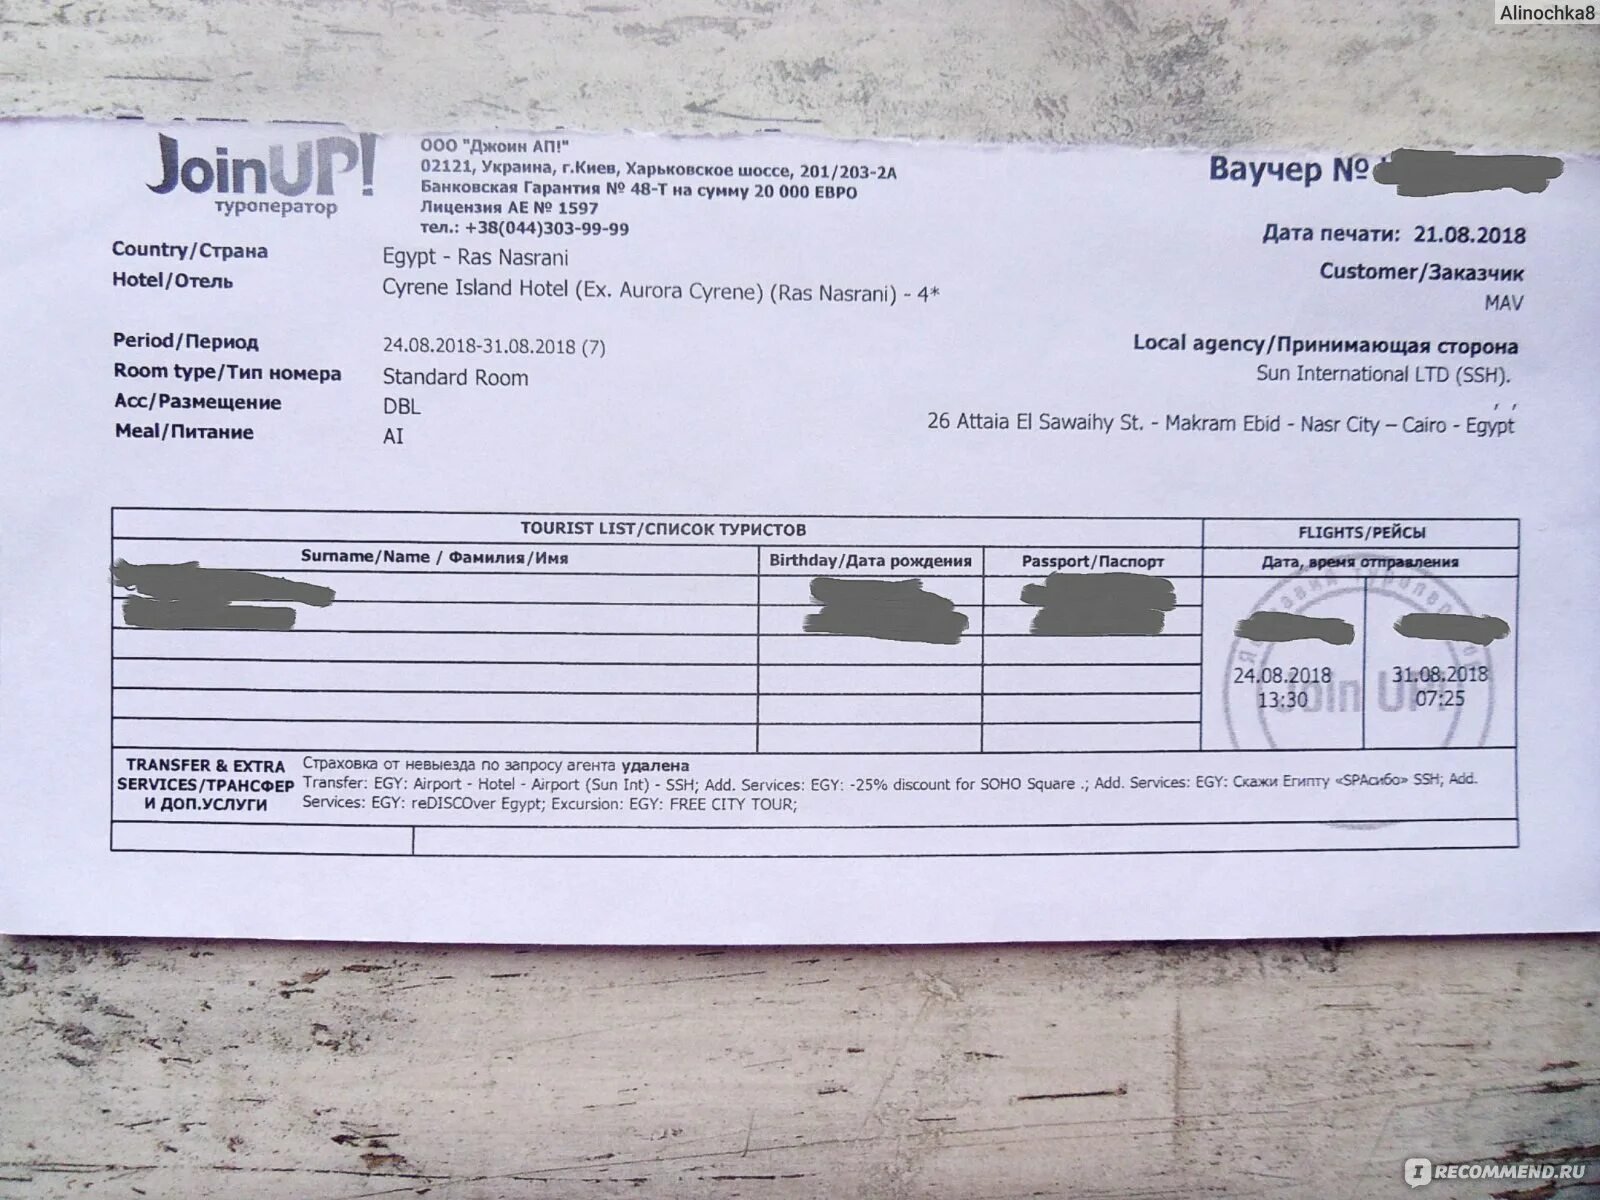 Alinochka8
JoinUP!
туроператор
ООО "Джоин АП!"
02121, Украина, г.Киев, Харьковское шоссе, 201/203-2А
Банковская Гарантия № 48-Т на сумму 20 000 ЕВРО
Лицензия АЕ № 1597
тел.: +38(044)303-99-99
Ваучер №
Дата печати: 21.08.2018
Customer/Заказчик
MAV
Country/Страна Egypt - Ras Nasrani
Hotel/Отель Cyrene Island Hotel (Ex. Aurora Cyrene) (Ras Nasrani) - 4*
Period/Период 24.08.2018-31.08.2018 (7)
Room type/Тип номера Standard Room
Acc/Размещение DBL
Meal/Питание AI
Local agency/Принимающая сторона
Sun International LTD (SSH).
, ,
26 Attaia El Sawaihy St. - Makram Ebid - Nasr City – Cairo - Egypt
TOURIST LIST/СПИСОК ТУРИСТОВ FLIGHTS/РЕЙСЫ
Surname/Name / Фамилия/Имя Birthday/Дата рождения Passport/Паспорт Дата, время отправления
24.08.2018 31.08.2018
13:30 07:25
Join UP!
TRANSFER & EXTRA SERVICES/ТРАНСФЕР И ДОП.УСЛУГИ
Страховка от невыезда по запросу агента удалена
Transfer: EGY: Airport - Hotel - Airport (Sun Int) - SSH; Add. Services: EGY: -25% discount for SOHO Square .; Add. Services: EGY: Скажи Египту «SPAсибо» SSH; Add.
Services: EGY: reDISCOver Egypt; Excursion: EGY: FREE CITY TOUR;
IRECOMMEND.RU